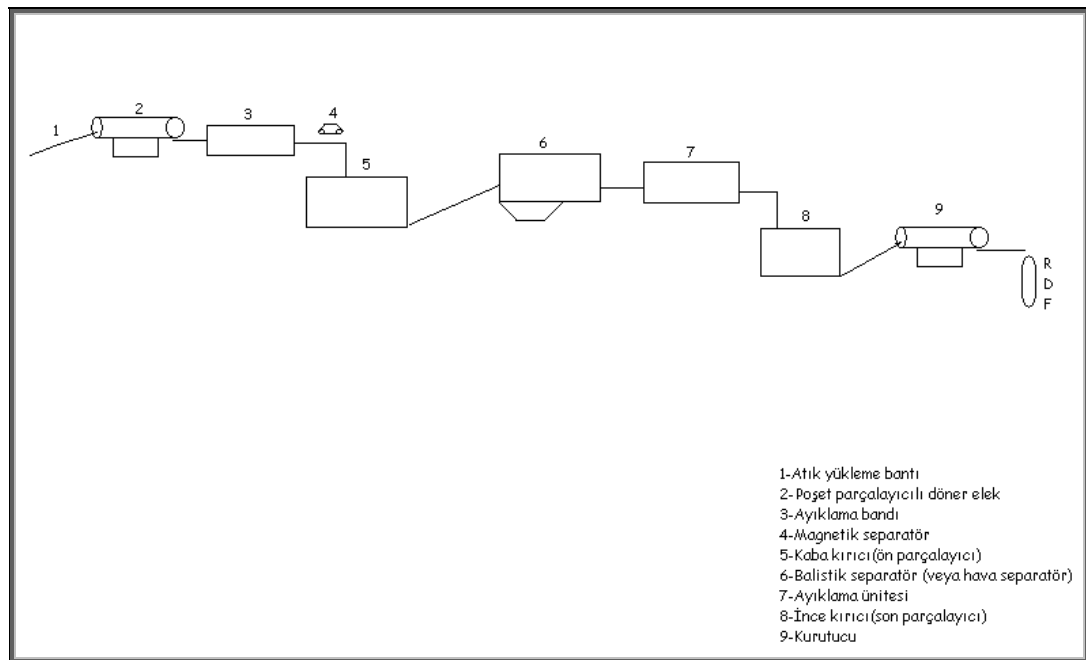 1
2
3
4
5
6
7
8
9
R
D
F
1-Atık yükleme bantı
2-Poşet parçalayıcılı döner elek
3-Ayıklama bandı
4-Magnetik separatör
5-Kaba kırıcı(ön parçalayıcı)
6-Balistik separatör (veya hava separatör)
7-Ayıklama ünitesi
8-İnce kırıcı(son parçalayıcı)
9-Kurutucu